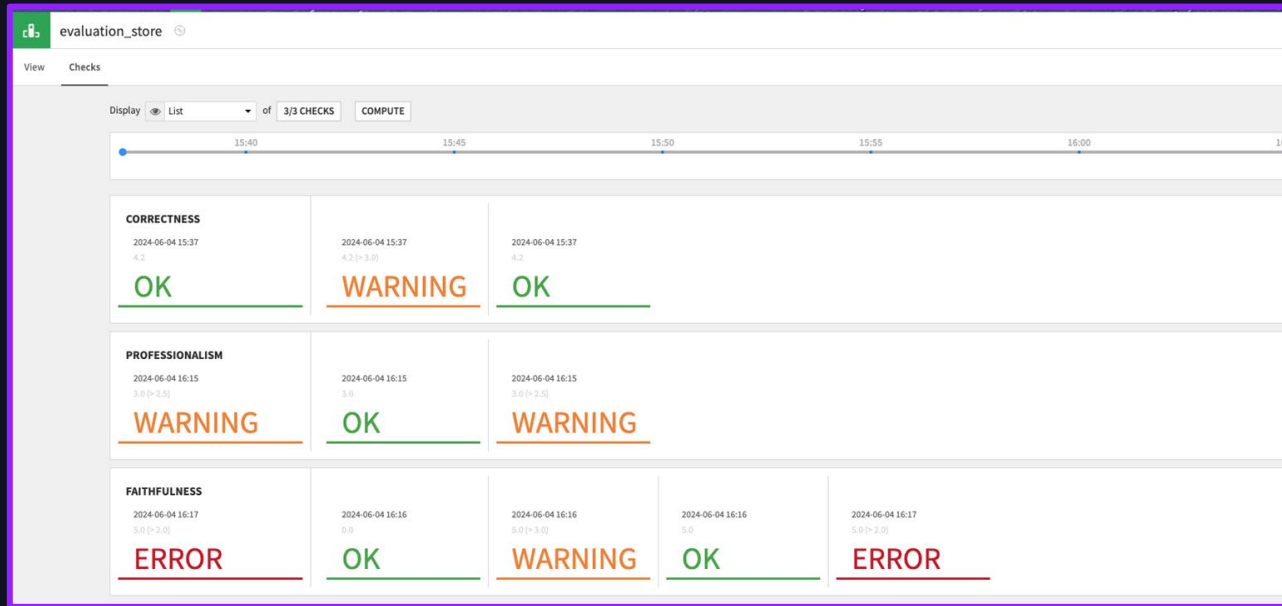 evaluation_store
View Checks
Display List of 3/3 CHECKS COMPUTE
15:40 15:45 15:50 15:55 16:00
CORRECTNESS
2024-06-04 15:37 2024-06-04 15:37 2024-06-04 15:37
4.2 4.2 (> 3.0) 4.2
OK WARNING OK
PROFESSIONALISM
2024-06-04 16:15 2024-06-04 16:15 2024-06-04 16:15
3.0 (> 2.5) 3.0 3.0 (> 2.5)
WARNING OK WARNING
FAITHFULNESS
2024-06-04 16:17 2024-06-04 16:16 2024-06-04 16:16 2024-06-04 16:16 2024-06-04 16:17
5.0 (> 2.0) 0.0 5.0 (> 3.0) 5.0 5.0 (> 2.0)
ERROR OK WARNING OK ERROR